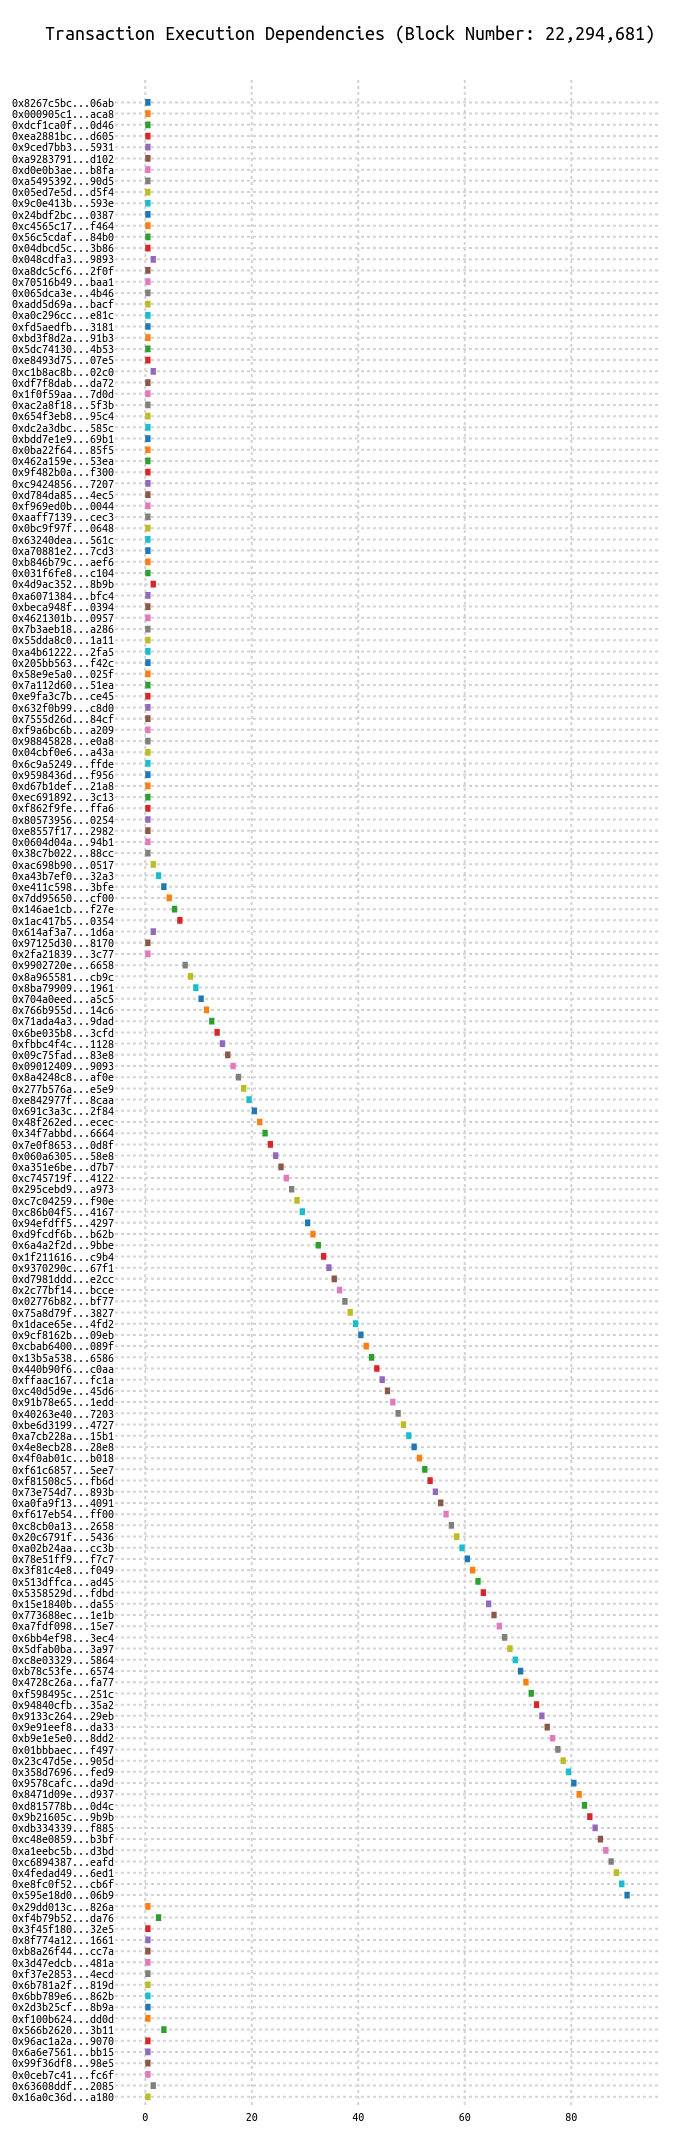 Transaction Execution Dependencies (Block Number: 22,294,681)
0x8267c5bc...06ab
0x000905c1...aca8
0xdcf1ca0f...0d46
0xea2881bc...d605
0x9ced7bb3...5931
0xa9283791...d102
0xd0e0b3ae...b8fa
0xa5495392...90d5
0x05ed7e5d...d5f4
0x9c0e413b...593e
0x24bdf2bc...0387
0xc4565c17...f464
0x56c5cdaf...84b0
0x04dbcd5c...3b86
0x048cdfa3...9893
0xa8dc5cf6...2f0f
0x70516b49...baa1
0x065dca3e...4b46
0xadd5d69a...bacf
0xa0c296cc...e81c
0xfd5aedfb...3181
0xbd3f8d2a...91b3
0x5dc74130...4b53
0xe8493d75...07e5
0xc1b8ac8b...02c0
0xdf7f8dab...da72
0x1f0f59aa...7d0d
0xac2a8f18...5f3b
0x654f3eb8...95c4
0xdc2a3dbc...585c
0xbdd7e1e9...69b1
0x0ba22f64...85f5
0x462a159e...53ea
0x9f482b0a...f300
0xc9424856...7207
0xd784da85...4ec5
0xf969ed0b...0044
0xaaff7139...cec3
0x0bc9f97f...0648
0x63240dea...561c
0xa70881e2...7cd3
0xb846b79c...aef6
0x031f6fe8...c104
0x4d9ac352...8b9b
0xa6071384...bfc4
0xbeca948f...0394
0x4621301b...0957
0x7b3aeb18...a286
0x55dda8c0...1a11
0xa4b61222...2fa5
0x205bb563...f42c
0x58e9e5a0...025f
0x7a112d60...51ea
0xe9fa3c7b...ce45
0x632f0b99...c8d0
0x7555d26d...84cf
0xf9a6bc6b...a209
0x98845828...e0a8
0x04cbf0e6...a43a
0x6c9a5249...ffde
0x9598436d...f956
0xd67b1def...21a8
0xec691892...3c13
0xf862f9fe...ffa6
0x80573956...0254
0xe8557f17...2982
0x0604d04a...94b1
0x38c7b022...88cc
0xac698b90...0517
0xa43b7ef0...32a3
0xe411c598...3bfe
0x7dd95650...cf00
0x146ae1cb...f27e
0x1ac417b5...0354
0x614af3a7...1d6a
0x97125d30...8170
0x2fa21839...3c77
0x9902720e...6658
0x8a965581...cb9c
0x8ba79909...1961
0x704a0eed...a5c5
0x766b955d...14c6
0x71ada4a3...9dad
0x6be035b8...3cfd
0xfbbc4f4c...1128
0x09c75fad...83e8
0x09012409...9093
0x8a4248c8...af0e
0x277b576a...e5e9
0xe842977f...8caa
0x691c3a3c...2f84
0x48f262ed...ecec
0x34f7abbd...6664
0x7e0f8653...0d8f
0x060a6305...58e8
0xa351e6be...d7b7
0xc745719f...4122
0x295cebd9...a973
0xc7c04259...f90e
0xc86b04f5...4167
0x94efdff5...4297
0xd9fcdf6b...b62b
0x6a4a2f2d...9bbe
0x1f211616...c9b4
0x9370290c...67f1
0xd7981ddd...e2cc
0x2c77bf14...bcce
0x02776b82...bf77
0x75a8d79f...3827
0x1dace65e...4fd2
0x9cf8162b...09eb
0xcbab6400...089f
0x13b5a538...6586
0x440b90f6...c0aa
0xffaac167...fc1a
0xc40d5d9e...45d6
0x91b78e65...1edd
0x40263e40...7203
0xbe6d3199...4727
0xa7cb228a...15b1
0x4e8ecb28...28e8
0x4f0ab01c...b018
0xf61c6857...5ee7
0xf81508c5...fb6d
0x73e754d7...893b
0xa0fa9f13...4091
0xf617eb54...ff00
0xc8cb0a13...2658
0x20c6791f...5436
0xa02b24aa...cc3b
0x78e51ff9...f7c7
0x3f81c4e8...f049
0x513dffca...ad45
0x5358529d...fdbd
0x15e1840b...da55
0x773688ec...1e1b
0xa7fdf098...15e7
0x6bb4ef98...3ec4
0x5dfab0ba...3a97
0xc8e03329...5864
0xb78c53fe...6574
0x4728c26a...fa77
0xf598495c...251c
0x94840cfb...35a2
0x9133c264...29eb
0x9e91eef8...da33
0xb9e1e5e0...8dd2
0x01bbbaec...f497
0x23c47d5e...905d
0x358d7696...fed9
0x9578cafc...da9d
0x8471d09e...d937
0xd815778b...0d4c
0x9b21605c...9b9b
0xdb334339...f885
0xc48e0859...b3bf
0xa1eebc5b...d3bd
0xc6894387...eafd
0x4fedad49...6ed1
0xe8fc0f52...cb6f
0x595e18d0...06b9
0x29dd013c...826a
0xf4b79b52...da76
0x3f45f180...32e5
0x8f774a12...1661
0xb8a26f44...cc7a
0x3d47edcb...481a
0xf37e2853...4ecd
0x6b781a2f...819d
0x6bb789e6...862b
0x2d3b25cf...8b9a
0xf100b624...dd0d
0x566b2620...3b11
0x96ac1a2a...9070
0x6a6e7561...bb15
0x99f36df8...98e5
0x0ceb7c41...fc6f
0x63608ddf...2085
0x16a0c36d...a180
0 20 40 60 80